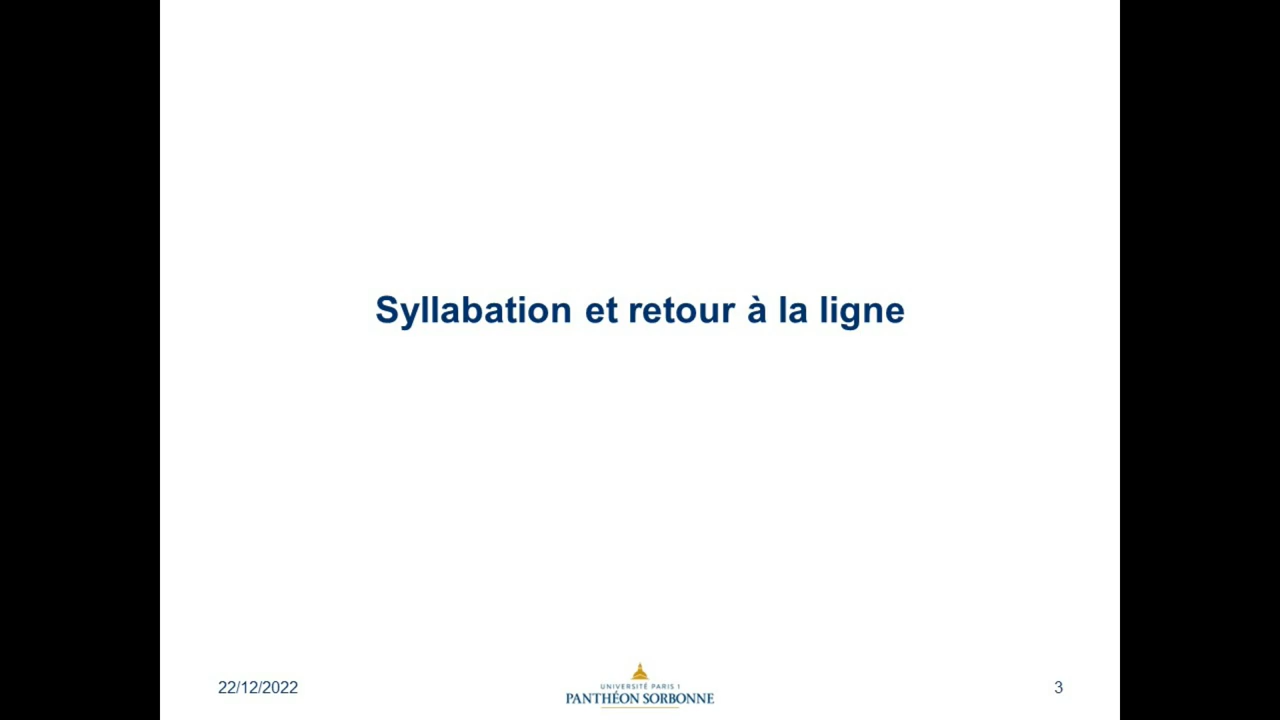 Syllabation et retour à la ligne
22/12/2022
UNIVERSITÉ PARIS 1
PANTHÉON SORBONNE
3